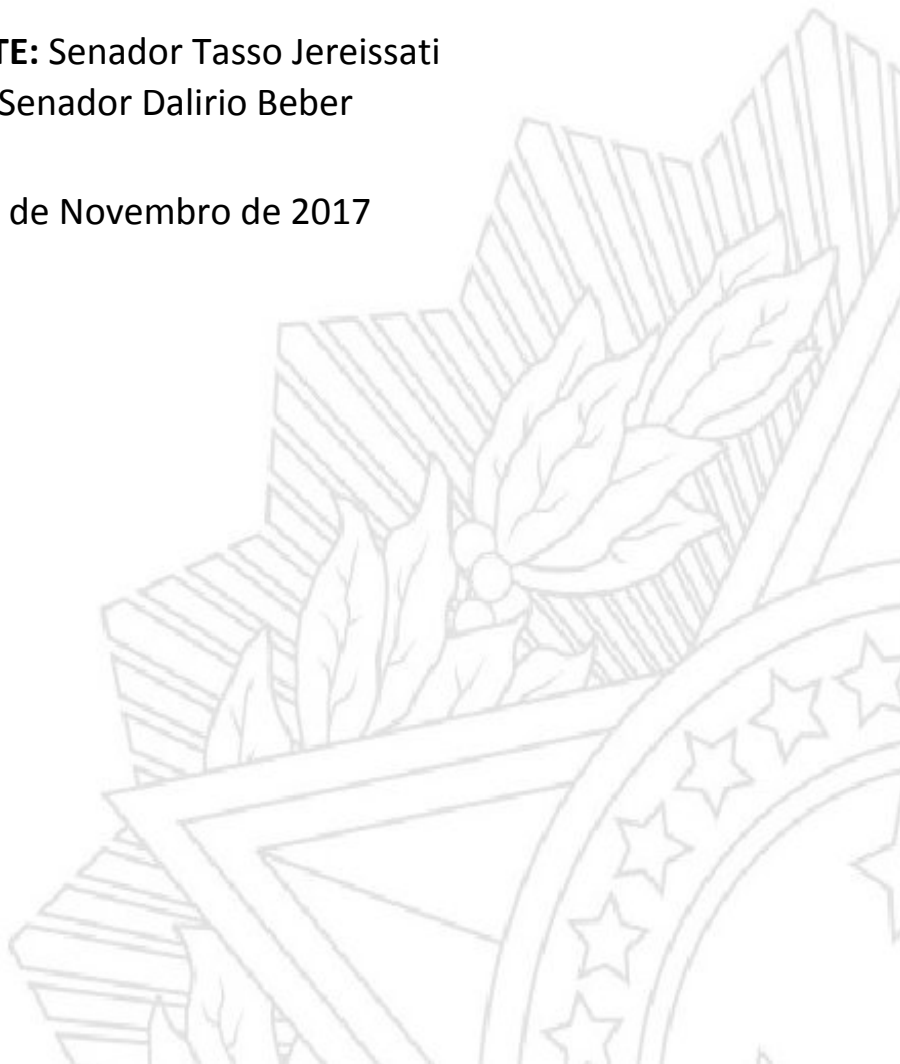 TE: Senador Tasso Jereissati
Senador Dalirio Beber
de Novembro de 2017